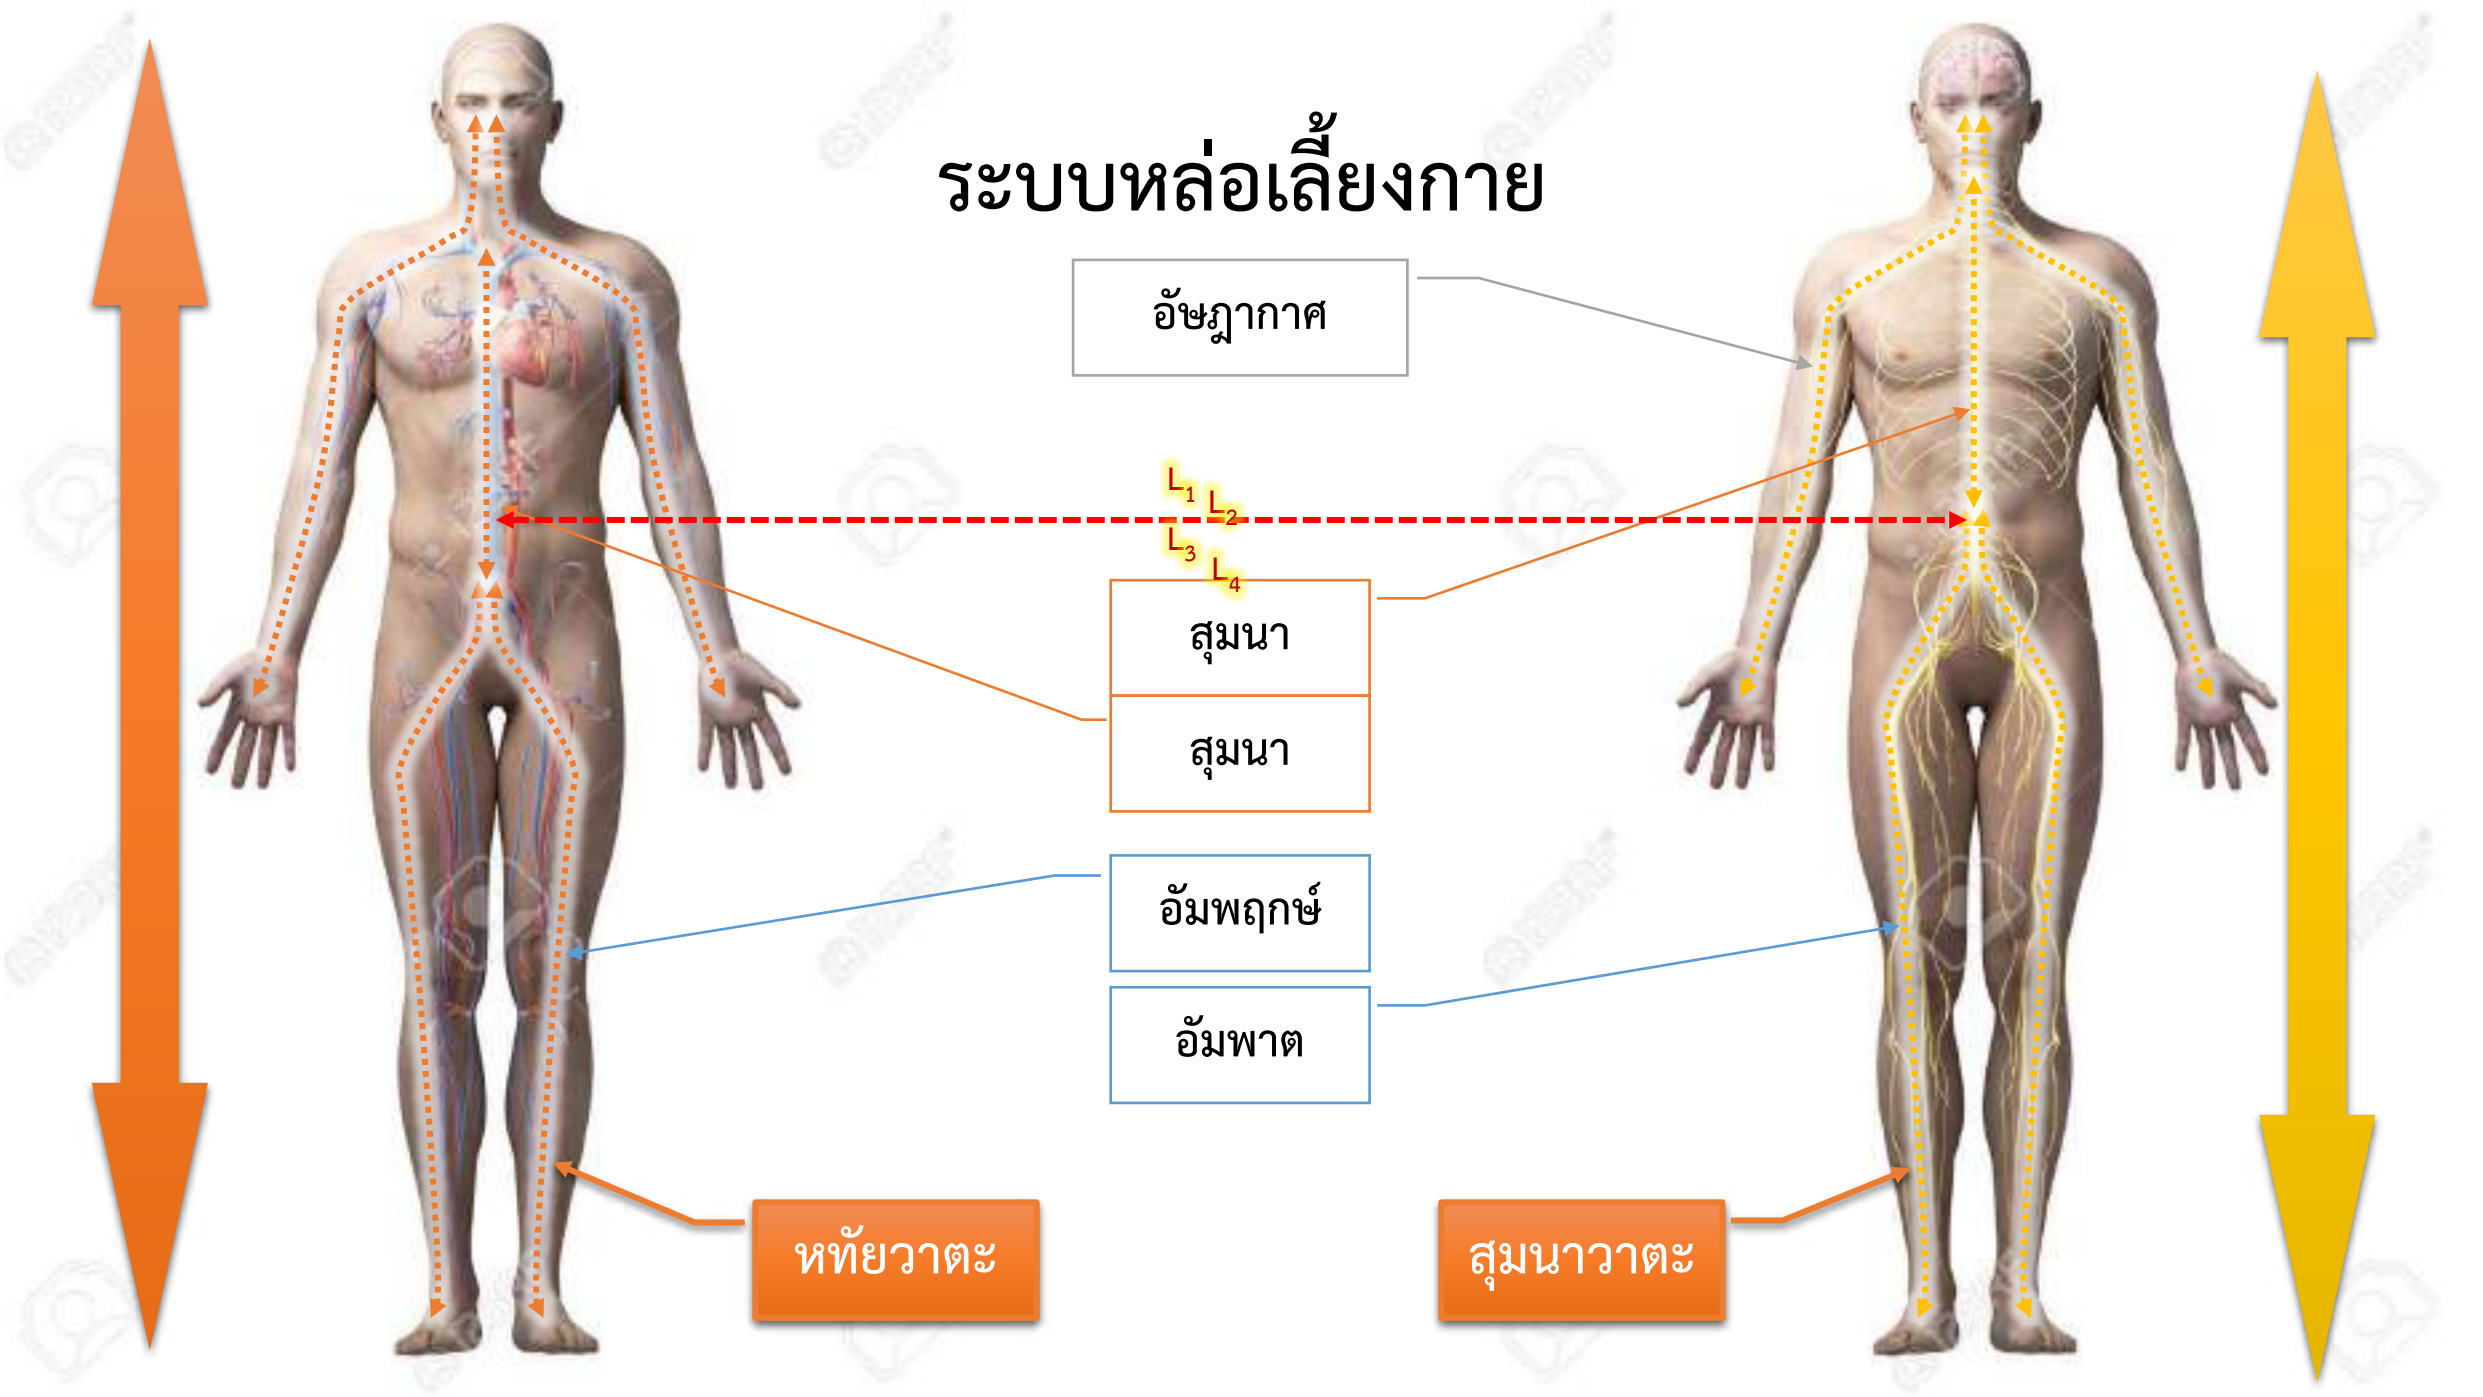 ระบบหล่อเลี้ยงกาย
อัษฎากาศ
L1 L2
L3 L4
สุมนา
สุมนา
อัมพฤกษ์
อัมพาต
หทัยวาตะ
สุมนาวาตะ